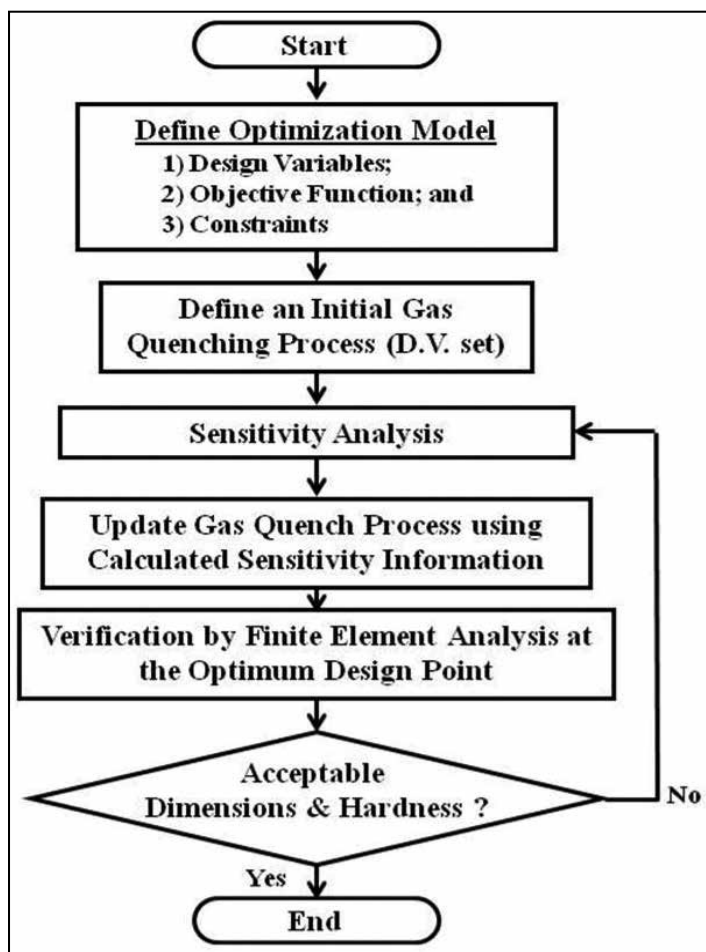 Start
Define Optimization Model
1) Design Variables;
2) Objective Function; and
3) Constraints
Define an Initial Gas
Quenching Process (D.V. set)
Sensitivity Analysis
Update Gas Quench Process using
Calculated Sensitivity Information
Verification by Finite Element Analysis at
the Optimum Design Point
Acceptable
Dimensions & Hardness ?
No
Yes
End